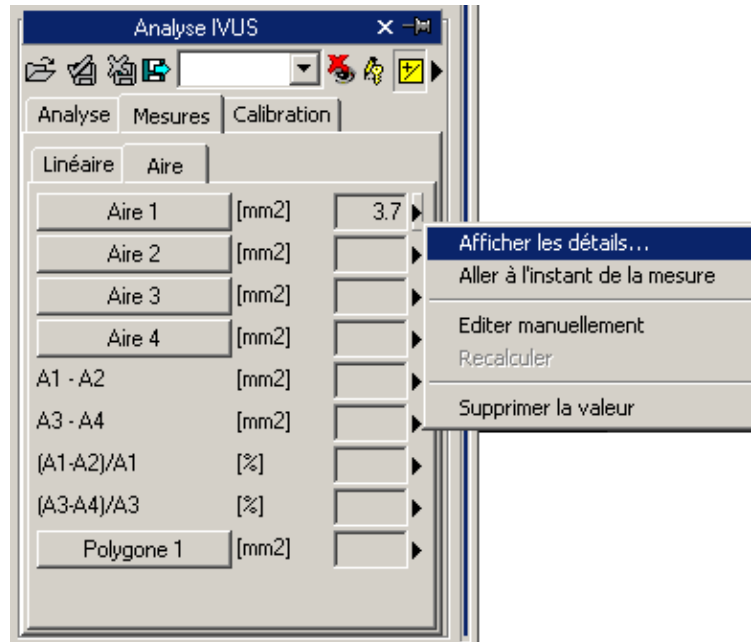 Analyse IVUS
Analyse Mesures Calibration
Linéaire Aire
Aire 1 [mm2] 3.7
Aire 2 [mm2]
Aire 3 [mm2]
Aire 4 [mm2]
A1 - A2 [mm2]
A3 - A4 [mm2]
(A1-A2)/A1 [%]
(A3-A4)/A3 [%]
Polygone 1 [mm2]
Afficher les détails...
Aller à l'instant de la mesure
Editer manuellement
Recalculer
Supprimer la valeur